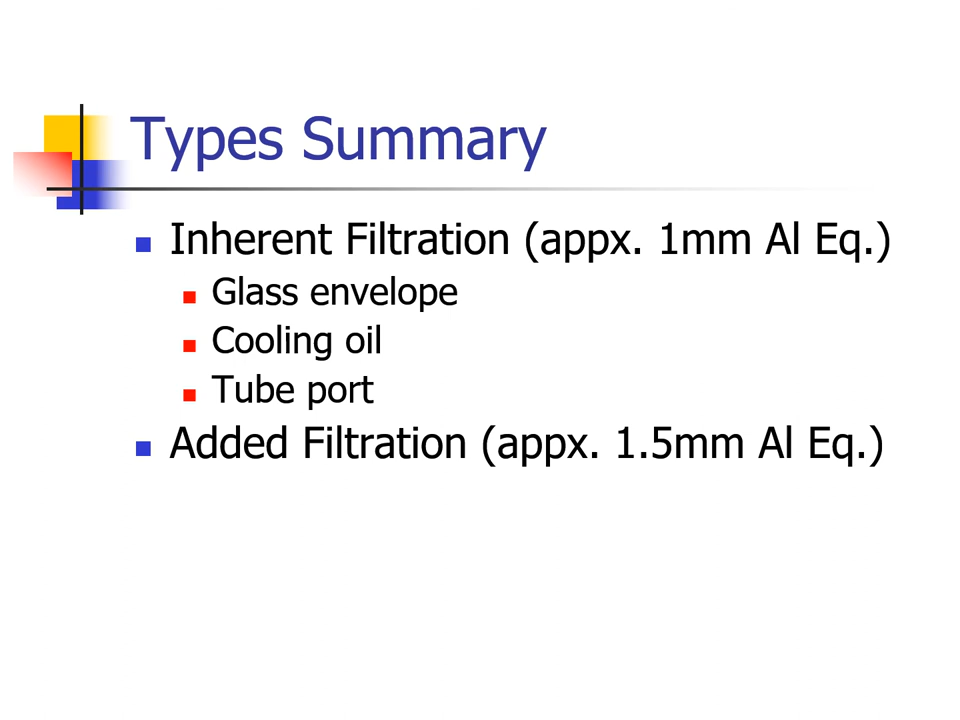 Types Summary
Inherent Filtration (appx. 1mm Al Eq.)
Glass envelope
Cooling oil
Tube port
Added Filtration (appx. 1.5mm Al Eq.)